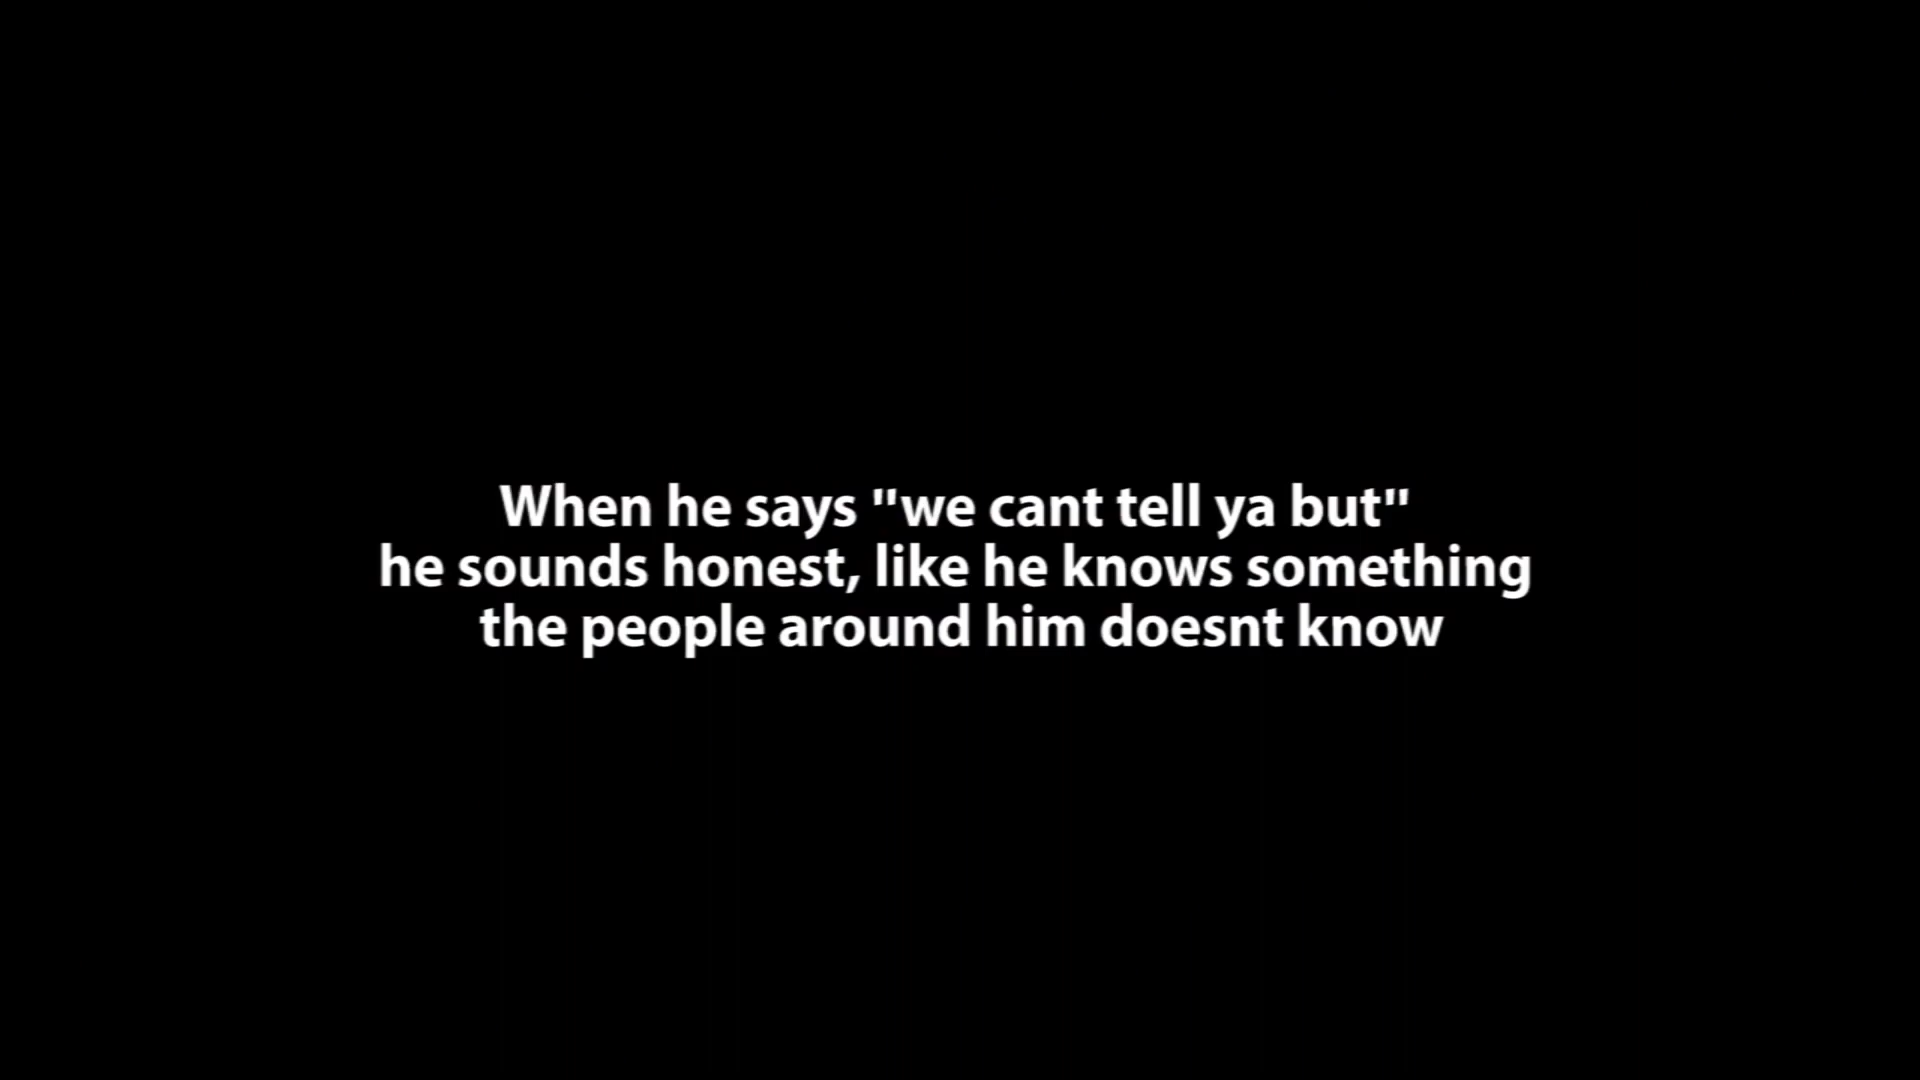 When he says "we cant tell ya but"
he sounds honest, like he knows something
the people around him doesnt know